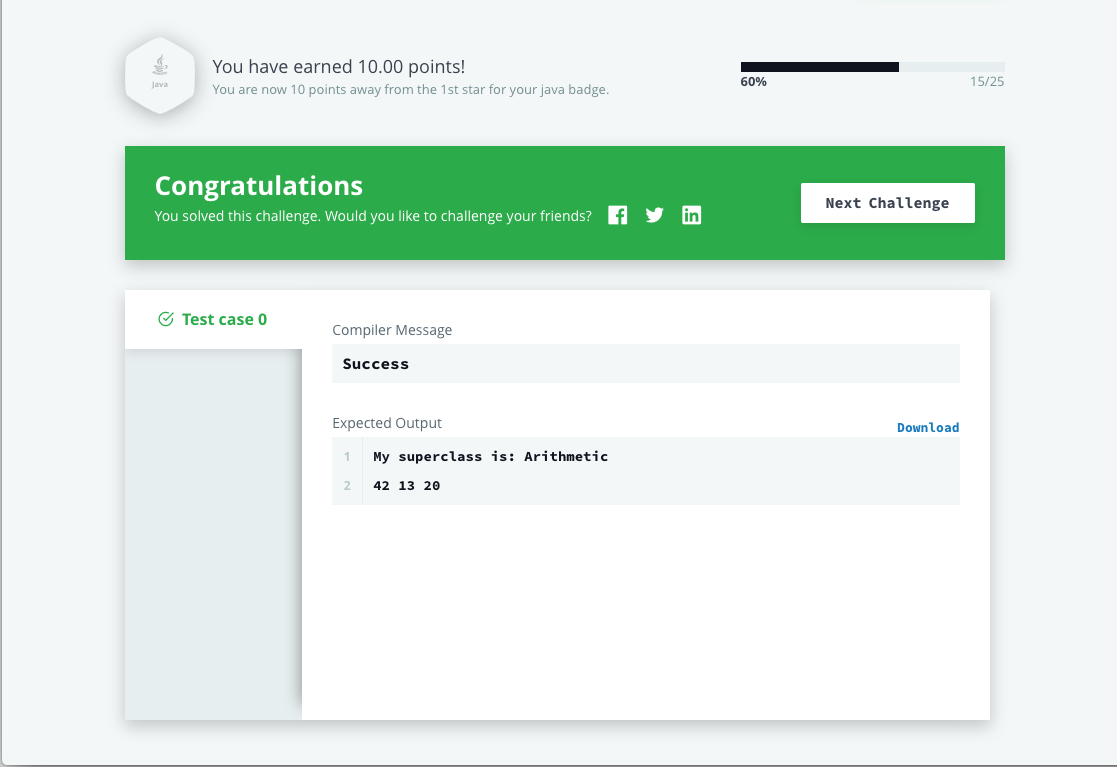 Java
You have earned 10.00 points!
You are now 10 points away from the 1st star for your java badge.
60%
15/25
Congratulations
You solved this challenge. Would you like to challenge your friends?
Next Challenge
Test case 0
Compiler Message
Success
Expected Output
Download
1 My superclass is: Arithmetic
2 42 13 20